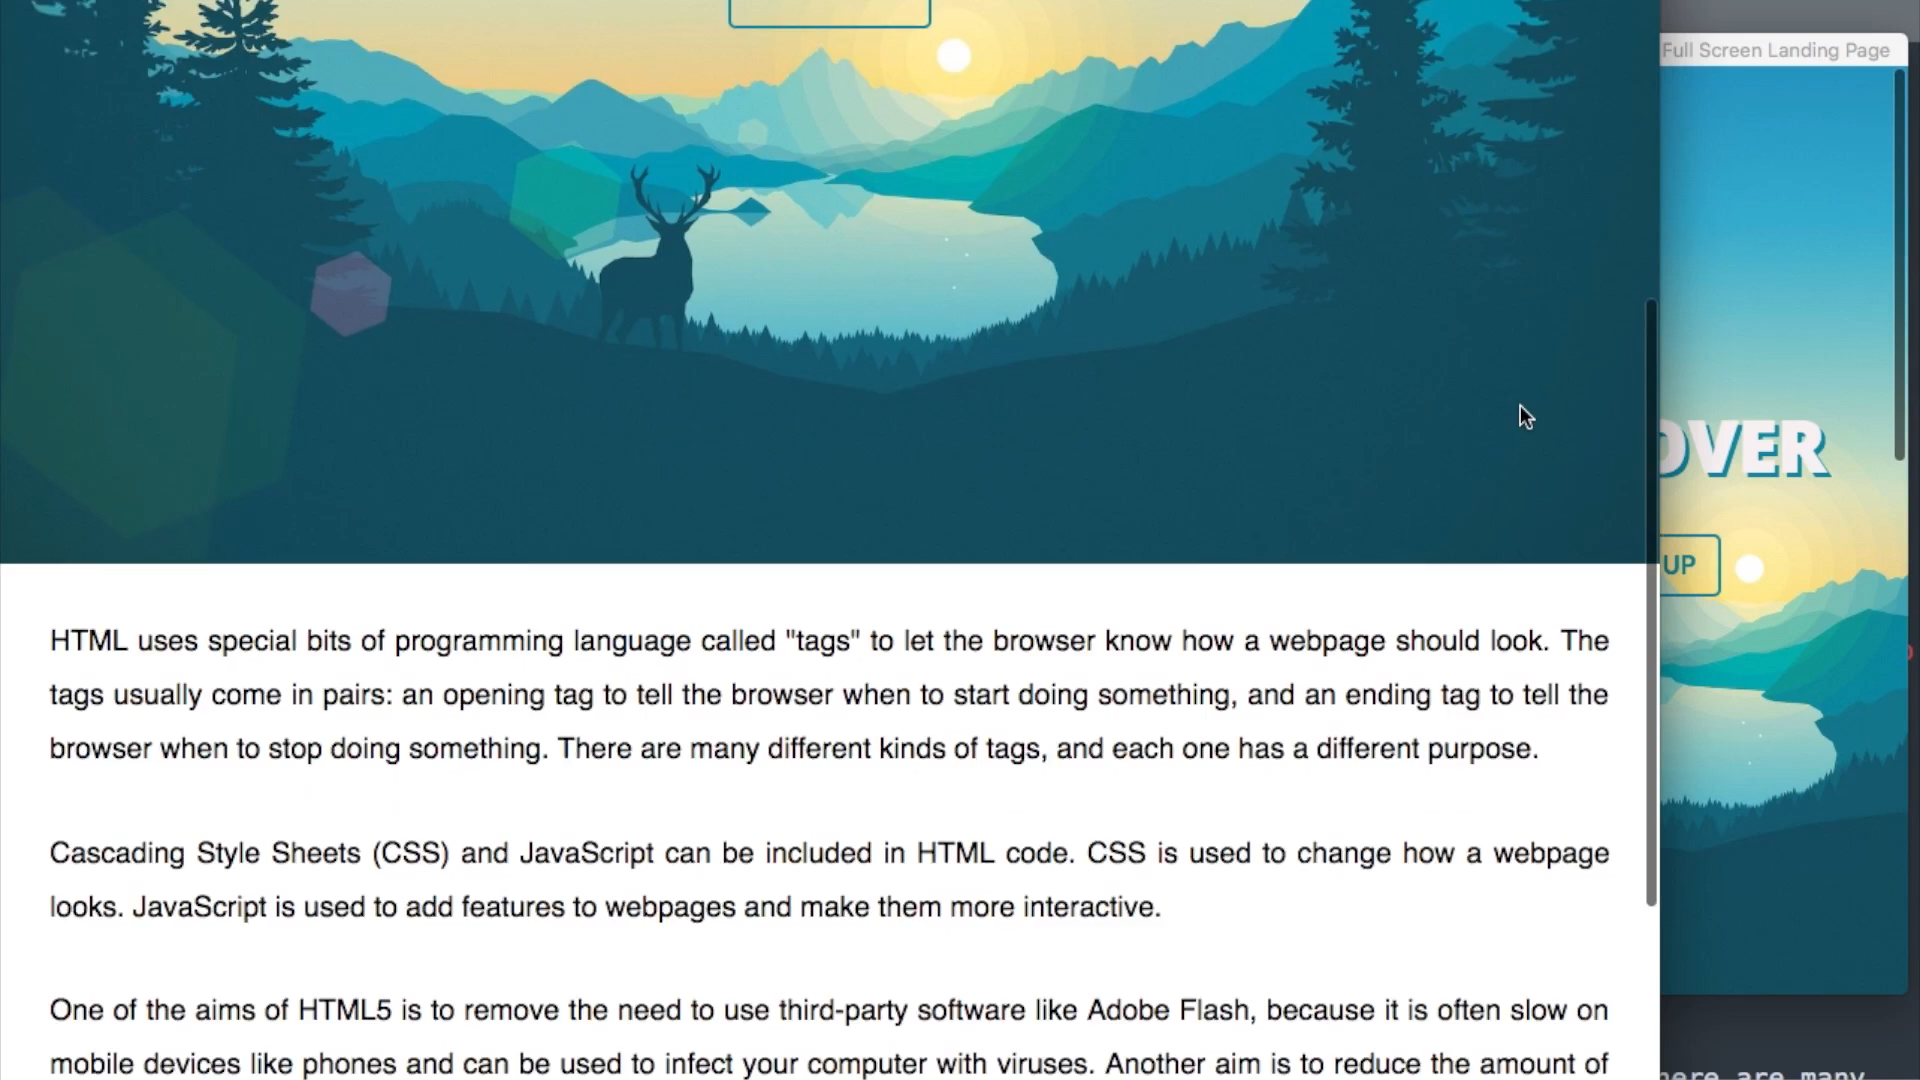 Full Screen Landing Page
OVER
UP
HTML uses special bits of programming language called "tags" to let the browser know how a webpage should look. The
tags usually come in pairs: an opening tag to tell the browser when to start doing something, and an ending tag to tell the
browser when to stop doing something. There are many different kinds of tags, and each one has a different purpose.
Cascading Style Sheets (CSS) and JavaScript can be included in HTML code. CSS is used to change how a webpage
looks. JavaScript is used to add features to webpages and make them more interactive.
One of the aims of HTML5 is to remove the need to use third-party software like Adobe Flash, because it is often slow on
mobile devices like phones and can be used to infect your computer with viruses. Another aim is to reduce the amount of
are many